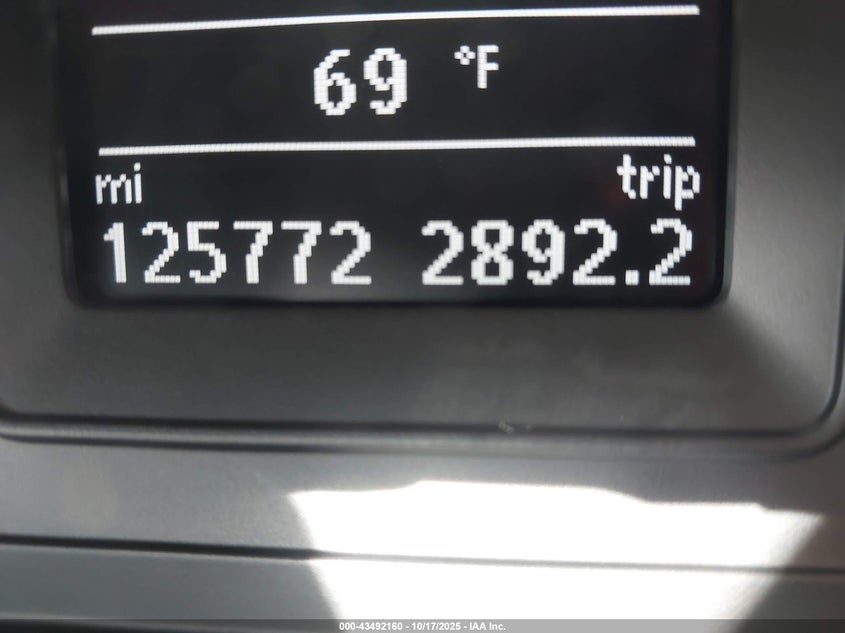 69 °F
mi trip
125772 2892.2
000-43492160 - 10/17/2025 - IAA Inc.